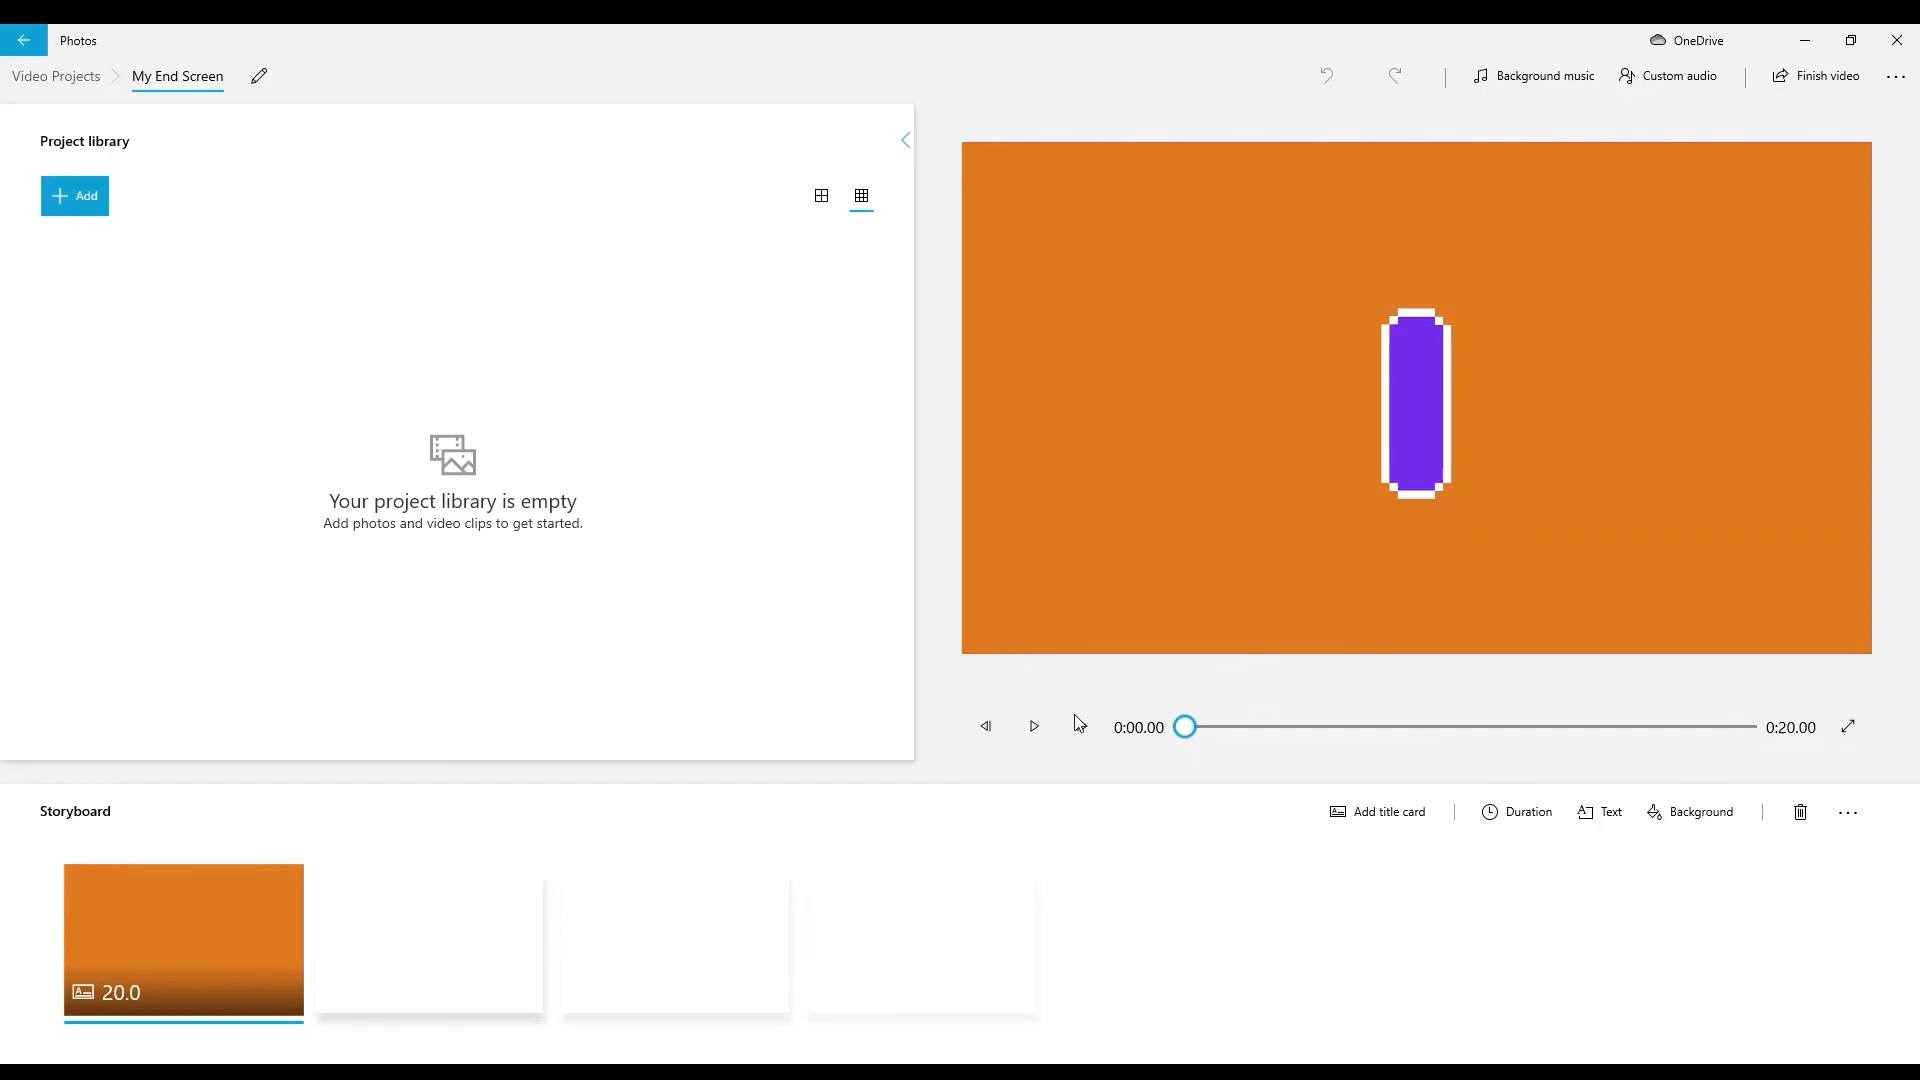 Photos
OneDrive
Video Projects
My End Screen
Background music
Custom audio
Finish video
Project library
Add
Your project library is empty
Add photos and video clips to get started.
0:00.00
0:20.00
Storyboard
Add title card
Duration
Text
Background
20.0